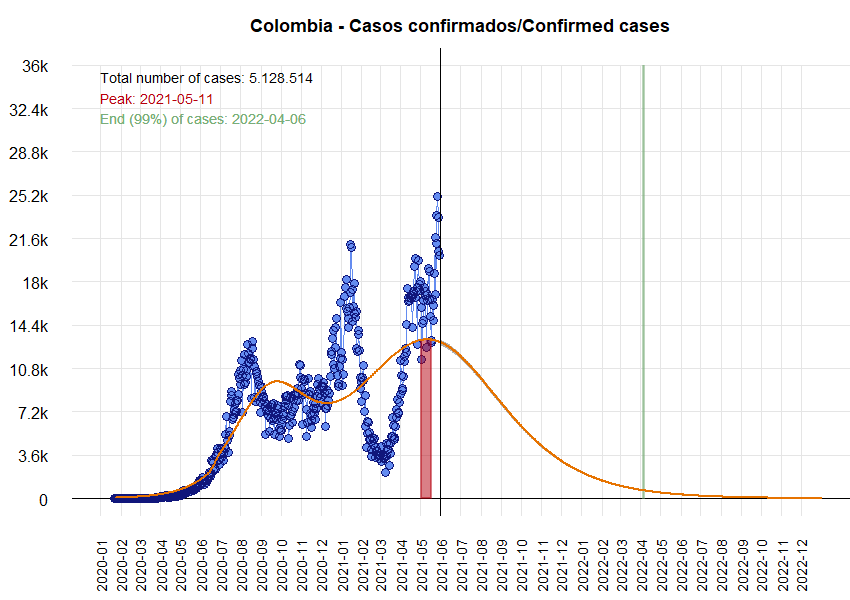 Colombia - Casos confirmados/Confirmed cases
36k
Total number of cases: 5.128.514
Peak: 2021-05-11
End (99%) of cases: 2022-04-06
32.4k
28.8k
25.2k
21.6k
18k
14.4k
10.8k
7.2k
3.6k
0
2020-01
2020-02
2020-03
2020-04
2020-05
2020-06
2020-07
2020-08
2020-09
2020-10
2020-11
2020-12
2021-01
2021-02
2021-03
2021-04
2021-05
2021-06
2021-07
2021-08
2021-09
2021-10
2021-11
2021-12
2022-01
2022-02
2022-03
2022-04
2022-05
2022-06
2022-07
2022-08
2022-09
2022-10
2022-11
2022-12